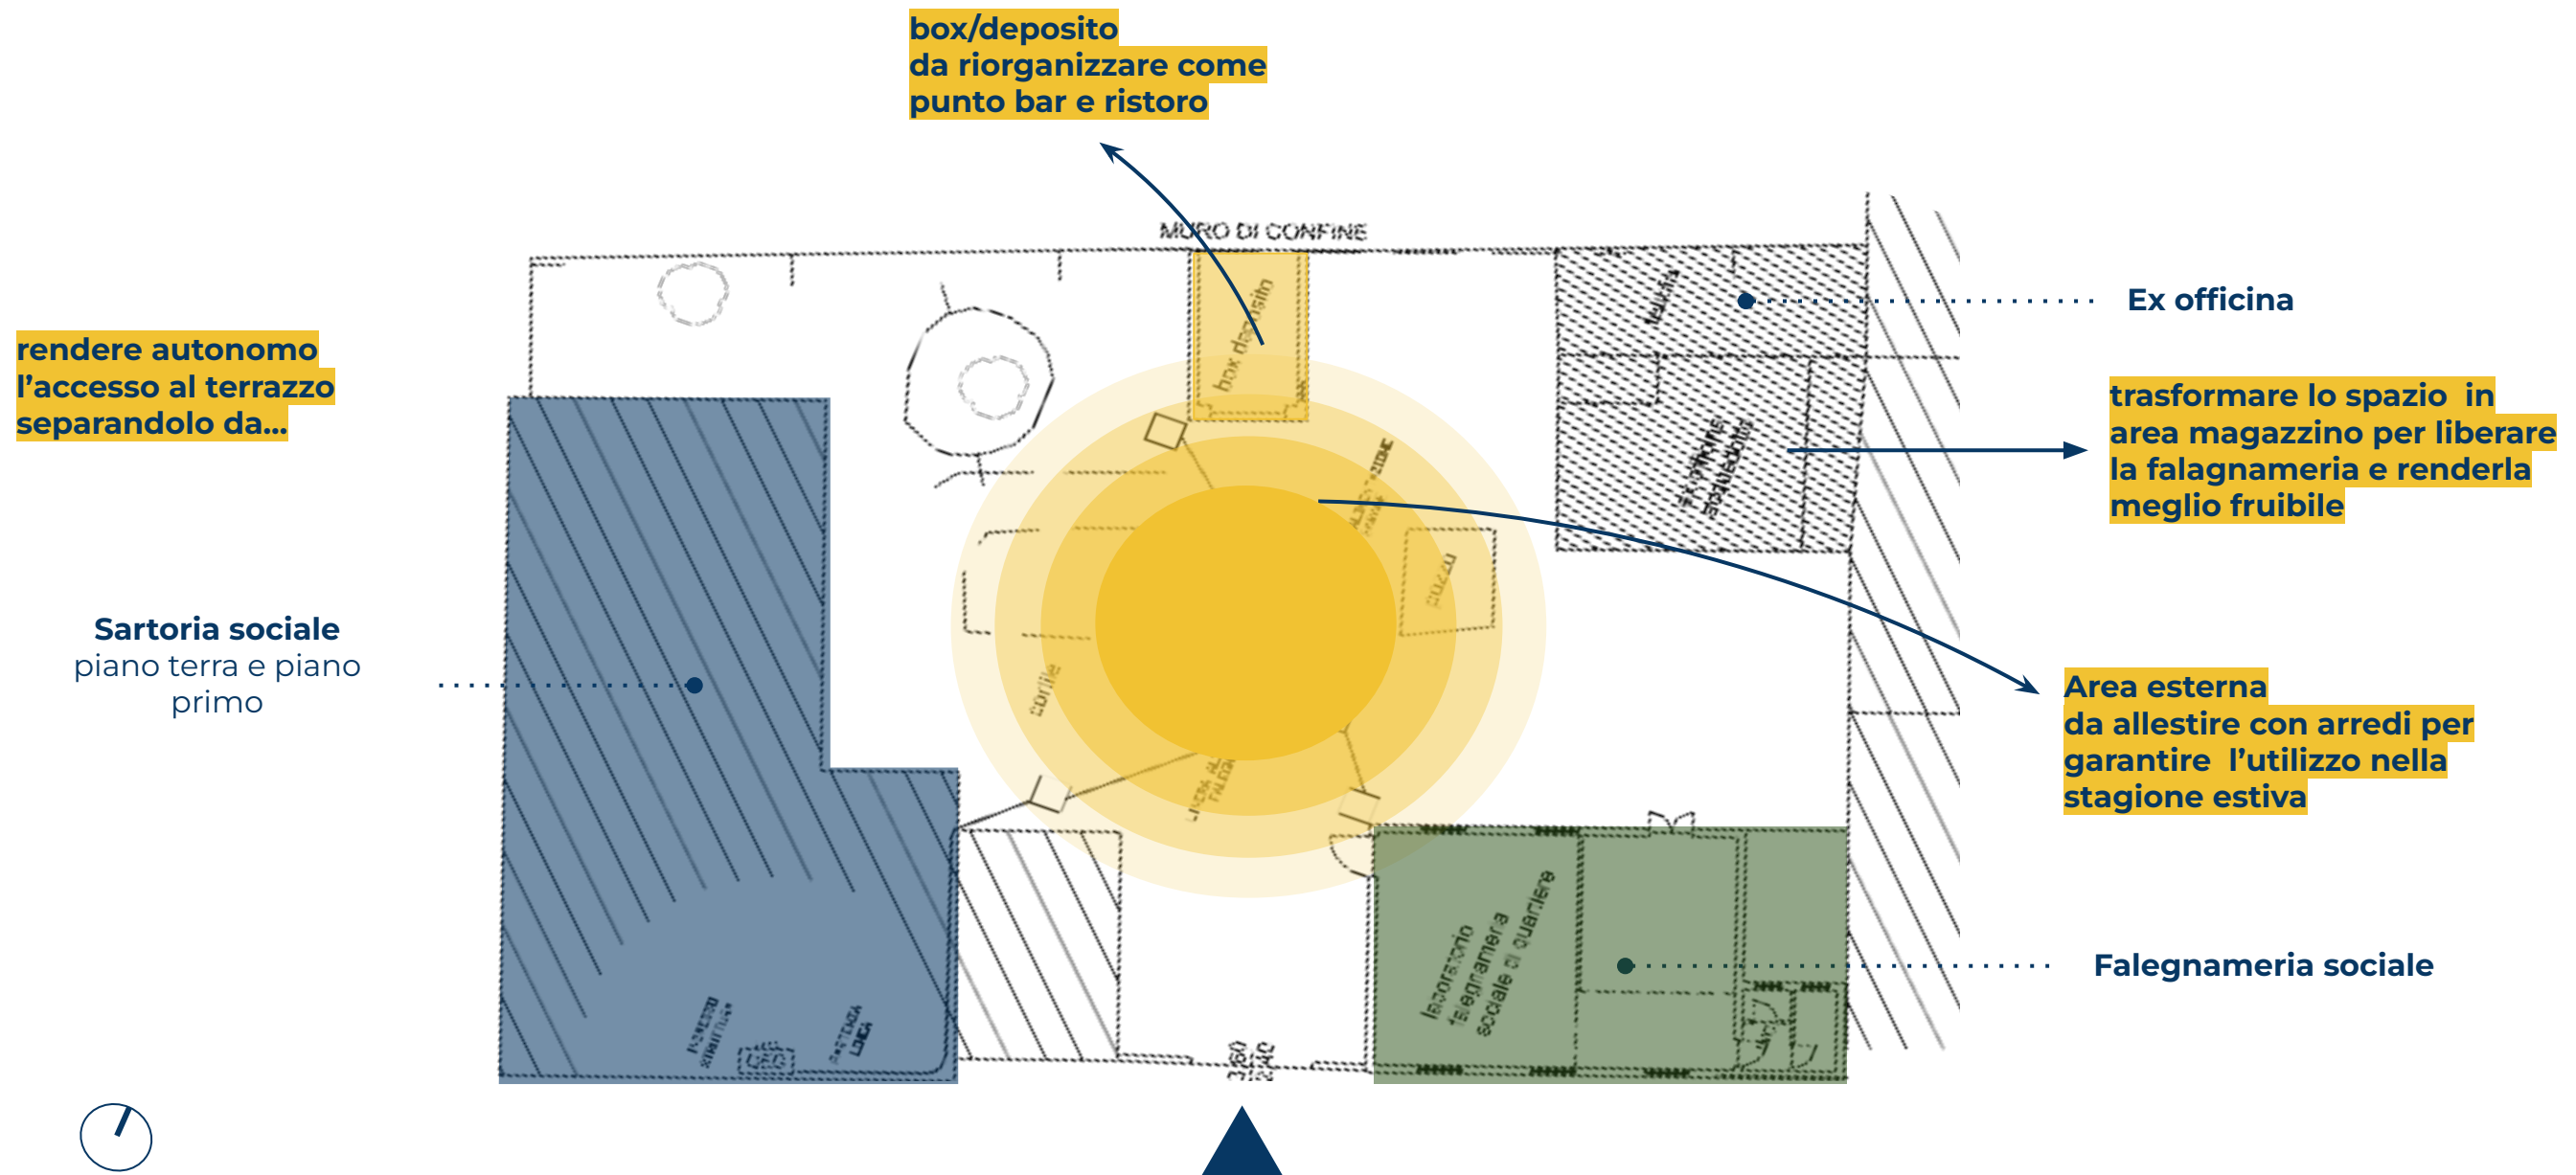 box/deposito
da riorganizzare come
punto bar e ristoro
MURO DI CONFINE
box deposito
tettoia
Ex officina
rendere autonomo
l’accesso al terrazzo
separandolo da...
trasformare lo spazio  in
area magazzino per liberare
la falagnameria e renderla
meglio fruibile
pozzo
Sartoria sociale
piano terra e piano
primo
cortile
Area esterna
da allestire con arredi per
garantire  l’utilizzo nella
stagione estiva
laboratorio
falegnameria
sociale di quartiere
Falegnameria sociale
PARTENZA
LINEA